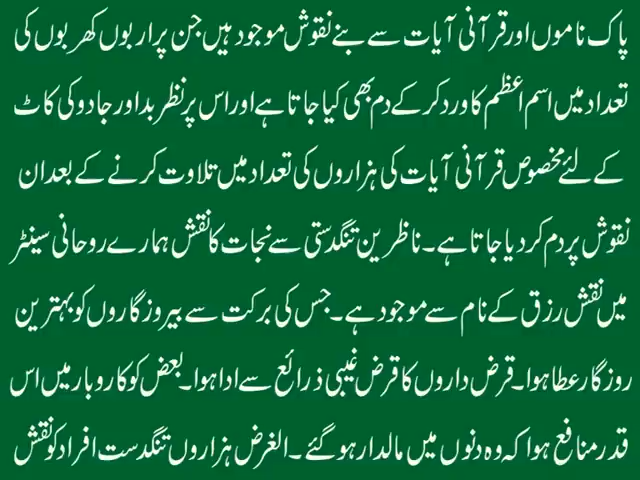 پاک ناموں اور قرآنی آیات سے بنے نقوش موجود ہیں جن پر اربوں کھربوں کی
تعداد میں اسم اعظم کا ورد کر کے دم بھی کیا جاتا ہے اور اس پر نظر بد اور جادو کی کاٹ
کے لئے مخصوص قرآنی آیات کی ہزاروں کی تعداد میں تلاوت کرنے کے بعد ان
نقوش پر دم کر دیا جاتا ہے۔ ناظرین تنگدستی سے نجات کا نقش ہمارے روحانی سینٹر
میں نقش رزق کے نام سے موجود ہے۔ جس کی برکت سے بیروزگاروں کو بہترین
روزگار عطا ہوا۔ قرض داروں کا قرض غیبی ذرائع سے ادا ہوا۔ بعض کو کاروبار میں اس
قدر منافع ہوا کہ وہ دنوں میں مالدار ہو گئے۔ الغرض ہزاروں تنگدست افراد کو نقش